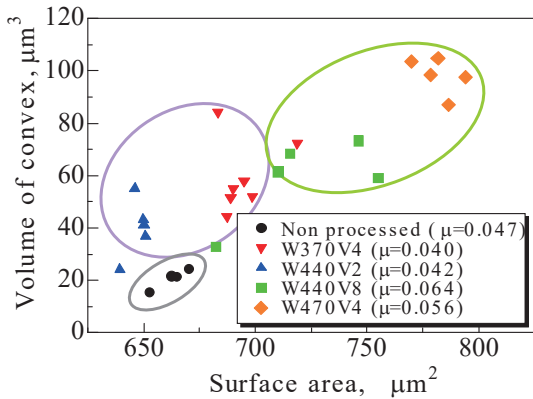 Volume of convex, μm³
120
100
80
60
40
20
0
Non processed (μ=0.047)
W370V4 (μ=0.040)
W440V2 (μ=0.042)
W440V8 (μ=0.064)
W470V4 (μ=0.056)
650 700 750 800
Surface area, μm²